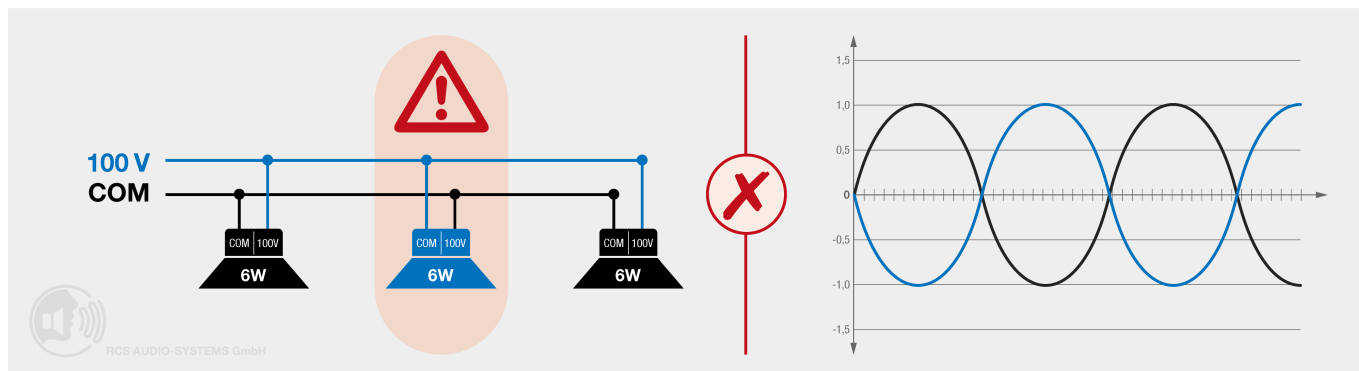 100 V
COM
COM 100V
6W
COM 100V
6W
COM 100V
6W
RCS AUDIO-SYSTEMS GmbH
1,5
1,0
0,5
0
-0,5
-1,0
-1,5